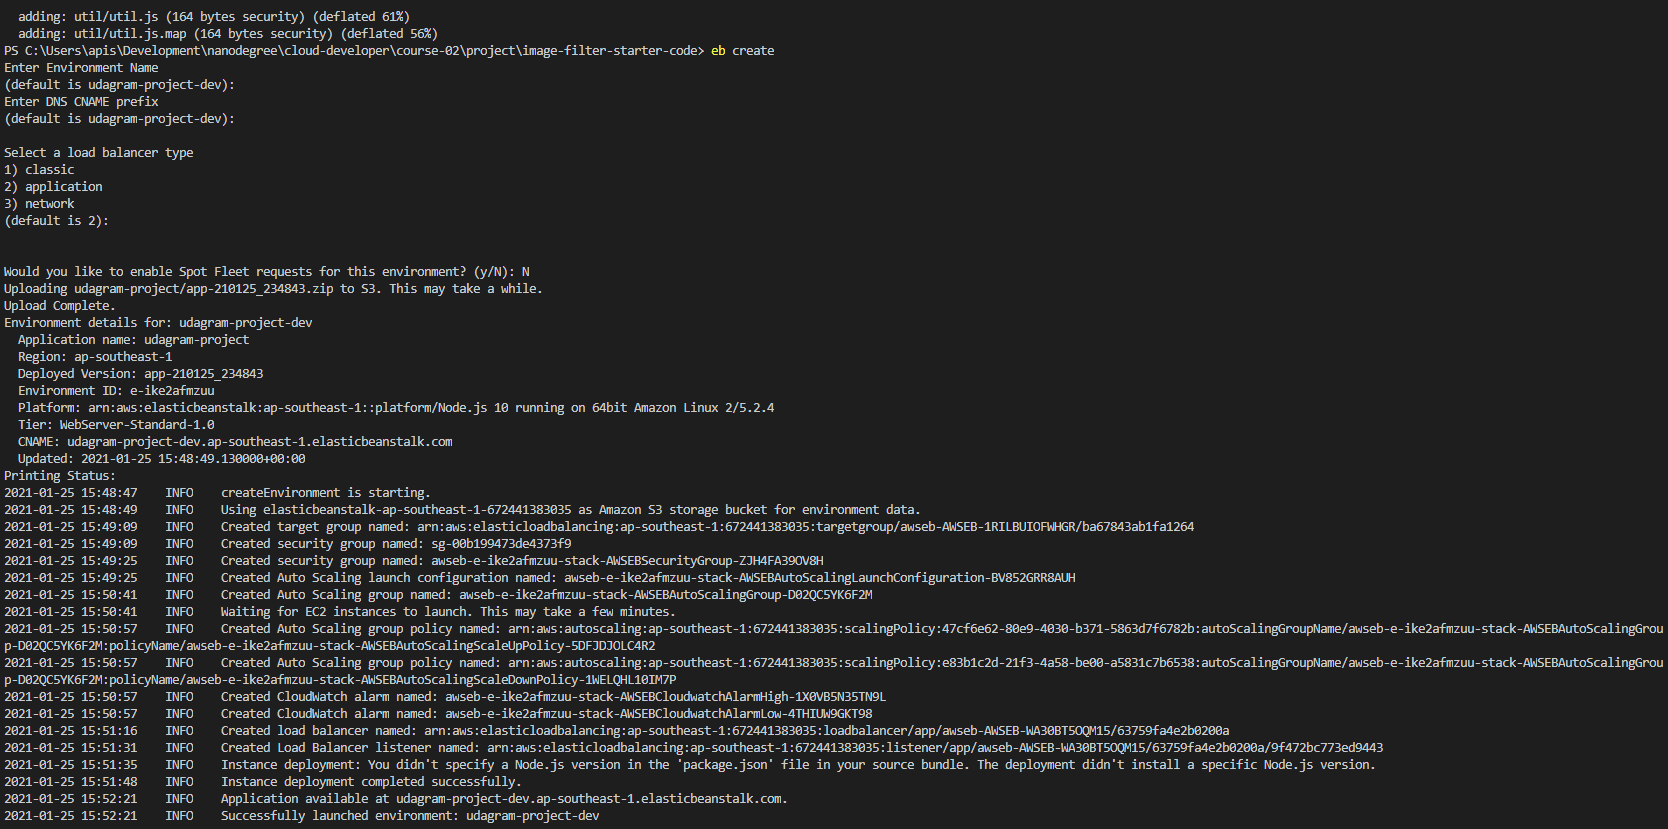 adding: util/util.js (164 bytes security) (deflated 61%)
adding: util/util.js.map (164 bytes security) (deflated 56%)
PS C:\Users\apis\Development\nanodegree\cloud-developer\course-02\project\image-filter-starter-code> eb create
Enter Environment Name
(default is udagram-project-dev):
Enter DNS CNAME prefix
(default is udagram-project-dev):
Select a load balancer type
1) classic
2) application
3) network
(default is 2):
Would you like to enable Spot Fleet requests for this environment? (y/N): N
Uploading udagram-project/app-210125_234843.zip to S3. This may take a while.
Upload Complete.
Environment details for: udagram-project-dev
Application name: udagram-project
Region: ap-southeast-1
Deployed Version: app-210125_234843
Environment ID: e-ike2afmzuu
Platform: arn:aws:elasticbeanstalk:ap-southeast-1::platform/Node.js 10 running on 64bit Amazon Linux 2/5.2.4
Tier: WebServer-Standard-1.0
CNAME: udagram-project-dev.ap-southeast-1.elasticbeanstalk.com
Updated: 2021-01-25 15:48:49.130000+00:00
Printing Status:
2021-01-25 15:48:47    INFO    createEnvironment is starting.
2021-01-25 15:48:49    INFO    Using elasticbeanstalk-ap-southeast-1-672441383035 as Amazon S3 storage bucket for environment data.
2021-01-25 15:49:09    INFO    Created target group named: arn:aws:elasticloadbalancing:ap-southeast-1:672441383035:targetgroup/awseb-AWSEB-1RILBUIOFWHGR/ba67843ab1fa1264
2021-01-25 15:49:09    INFO    Created security group named: sg-00b199473de4373f9
2021-01-25 15:49:25    INFO    Created security group named: awseb-e-ike2afmzuu-stack-AWSEBSecurityGroup-ZJH4FA39OV8H
2021-01-25 15:49:25    INFO    Created Auto Scaling launch configuration named: awseb-e-ike2afmzuu-stack-AWSEBAutoScalingLaunchConfiguration-BV852GRR8AUH
2021-01-25 15:50:41    INFO    Created Auto Scaling group named: awseb-e-ike2afmzuu-stack-AWSEBAutoScalingGroup-D02QC5YK6F2M
2021-01-25 15:50:41    INFO    Waiting for EC2 instances to launch. This may take a few minutes.
2021-01-25 15:50:57    INFO    Created Auto Scaling group policy named: arn:aws:autoscaling:ap-southeast-1:672441383035:scalingPolicy:47cf6e62-80e9-4030-b371-5863d7f6782b:autoScalingGroupName/awseb-e-ike2afmzuu-stack-AWSEBAutoScalingGrou
p-D02QC5YK6F2M:policyName/awseb-e-ike2afmzuu-stack-AWSEBAutoScalingScaleUpPolicy-5DFJDJOLC4R2
2021-01-25 15:50:57    INFO    Created Auto Scaling group policy named: arn:aws:autoscaling:ap-southeast-1:672441383035:scalingPolicy:e83b1c2d-21f3-4a58-be00-a5831c7b6538:autoScalingGroupName/awseb-e-ike2afmzuu-stack-AWSEBAutoScalingGrou
p-D02QC5YK6F2M:policyName/awseb-e-ike2afmzuu-stack-AWSEBAutoScalingScaleDownPolicy-1WELQHL10IM7P
2021-01-25 15:50:57    INFO    Created CloudWatch alarm named: awseb-e-ike2afmzuu-stack-AWSEBCloudwatchAlarmHigh-1X0VB5N35TN9L
2021-01-25 15:50:57    INFO    Created CloudWatch alarm named: awseb-e-ike2afmzuu-stack-AWSEBCloudwatchAlarmLow-4THIUW9GKT98
2021-01-25 15:51:16    INFO    Created load balancer named: arn:aws:elasticloadbalancing:ap-southeast-1:672441383035:loadbalancer/app/awseb-AWSEB-WA30BT5OQM15/63759fa4e2b0200a
2021-01-25 15:51:31    INFO    Created Load Balancer listener named: arn:aws:elasticloadbalancing:ap-southeast-1:672441383035:listener/app/awseb-AWSEB-WA30BT5OQM15/63759fa4e2b0200a/9f472bc773ed9443
2021-01-25 15:51:35    INFO    Instance deployment: You didn't specify a Node.js version in the 'package.json' file in your source bundle. The deployment didn't install a specific Node.js version.
2021-01-25 15:51:48    INFO    Instance deployment completed successfully.
2021-01-25 15:52:21    INFO    Application available at udagram-project-dev.ap-southeast-1.elasticbeanstalk.com.
2021-01-25 15:52:21    INFO    Successfully launched environment: udagram-project-dev